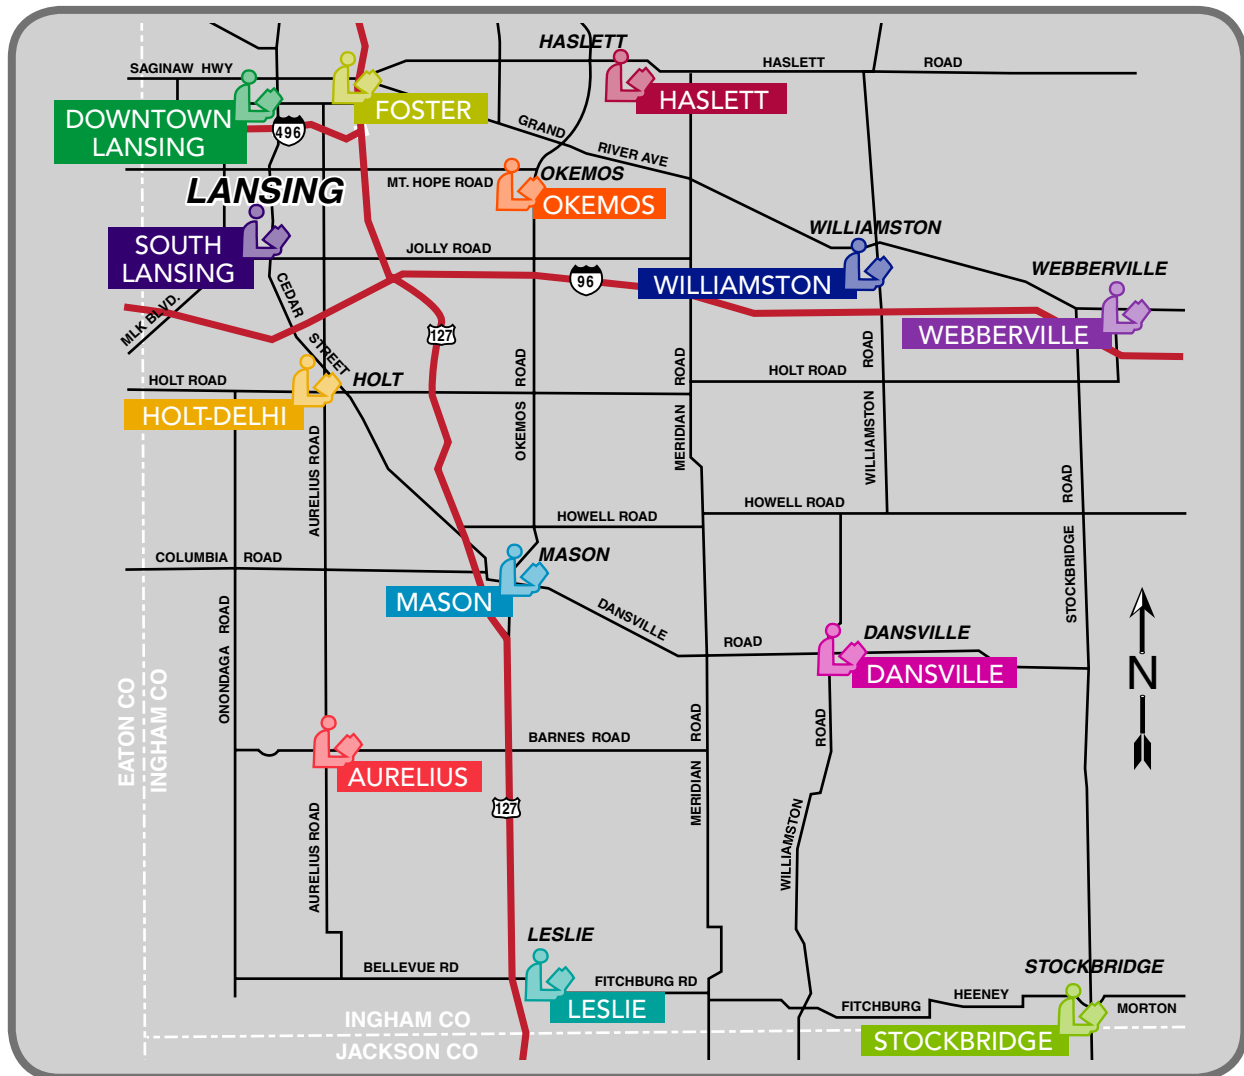 HASLETT
SAGINAW HWY
HASLETT ROAD
HASLETT
FOSTER
DOWNTOWN
LANSING
496
GRAND
RIVER AVE
MT. HOPE ROAD
OKEMOS
OKEMOS
LANSING
SOUTH
LANSING
JOLLY ROAD
WILLIAMSTON
WILLIAMSTON
WEBBERVILLE
WEBBERVILLE
96
CEDAR
STREET
MLK BLVD.
127
HOLT ROAD
HOLT
HOLT-DELHI
HOLT ROAD
OKEMOS ROAD
MERIDIAN ROAD
WILLIAMSTON ROAD
AURELIUS ROAD
STOCKBRIDGE ROAD
HOWELL ROAD
HOWELL ROAD
COLUMBIA ROAD
MASON
MASON
DANSVILLE
ROAD
DANSVILLE
DANSVILLE
N
ONONDAGA ROAD
EATON CO
INGHAM CO
BARNES ROAD
AURELIUS
127
AURELIUS ROAD
MERIDIAN ROAD
WILLIAMSTON ROAD
LESLIE
BELLEVUE RD
FITCHBURG RD
LESLIE
STOCKBRIDGE
HEENEY
FITCHBURG
MORTON
STOCKBRIDGE
INGHAM CO
JACKSON CO